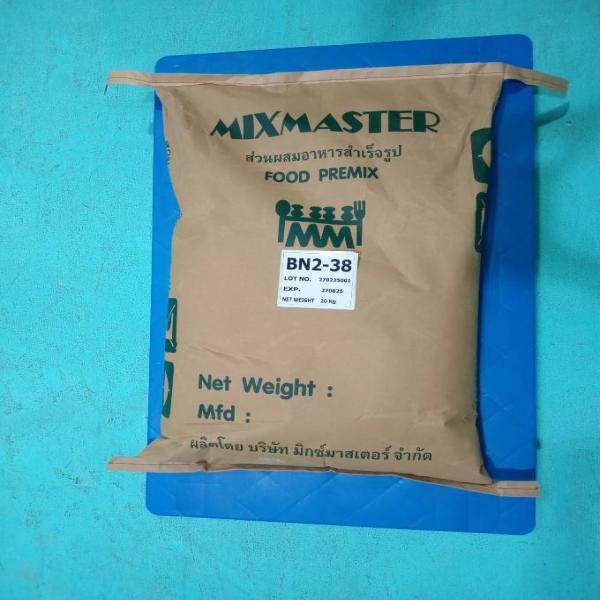 MIXMASTER
ส่วนผสมอาหารสำเร็จรูป
FOOD PREMIX
MM
BN2-38
LOT NO. 270225001
EXP. 270825
NET WEIGHT 20 Kg
Net Weight :
Mfd :
ผลิตโดย บริษัท มิกซ์มาสเตอร์ จำกัด